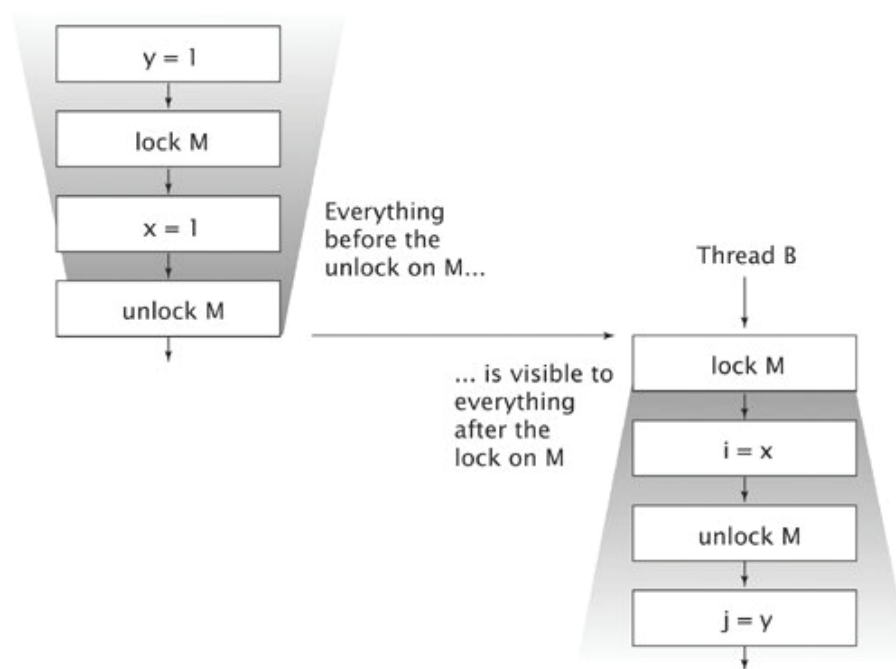 y = 1
lock M
x = 1
unlock M
Everything
before the
unlock on M...
Thread B
lock M
... is visible to
everything
after the
lock on M
i = x
unlock M
j = y